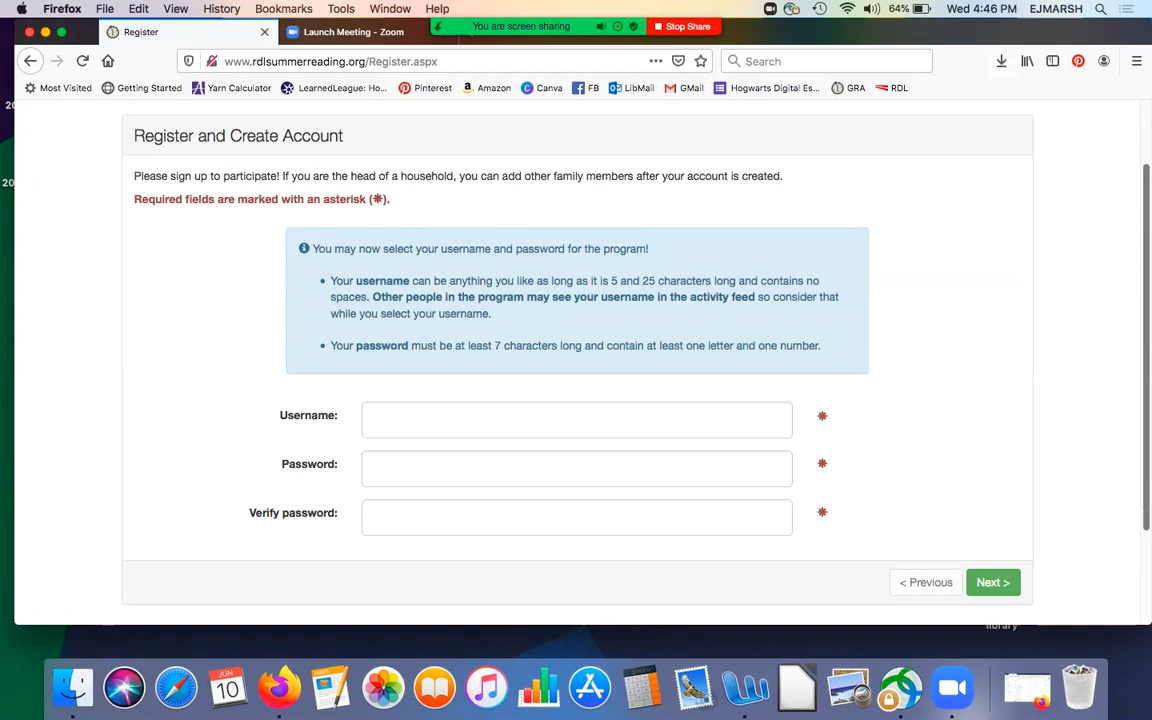 Firefox File Edit View History Bookmarks Tools Window Help 64% Wed 4:46 PM EJMARSH
Register Launch Meeting - Zoom You are screen sharing Stop Share
www.rdlsummerreading.org/Register.aspx Search
Most Visited Getting Started Yarn Calculator LearnedLeague: Ho... Pinterest Amazon Canva FB LibMail GMail Hogwarts Digital Es... GRA RDL
20
20
Register and Create Account
Please sign up to participate! If you are the head of a household, you can add other family members after your account is created.
Required fields are marked with an asterisk (*).
You may now select your username and password for the program!
• Your username can be anything you like as long as it is 5 and 25 characters long and contains no
spaces. Other people in the program may see your username in the activity feed so consider that
while you select your username.
• Your password must be at least 7 characters long and contain at least one letter and one number.
Username: *
Password: *
Verify password: *
< Previous Next >
library
JUN
10